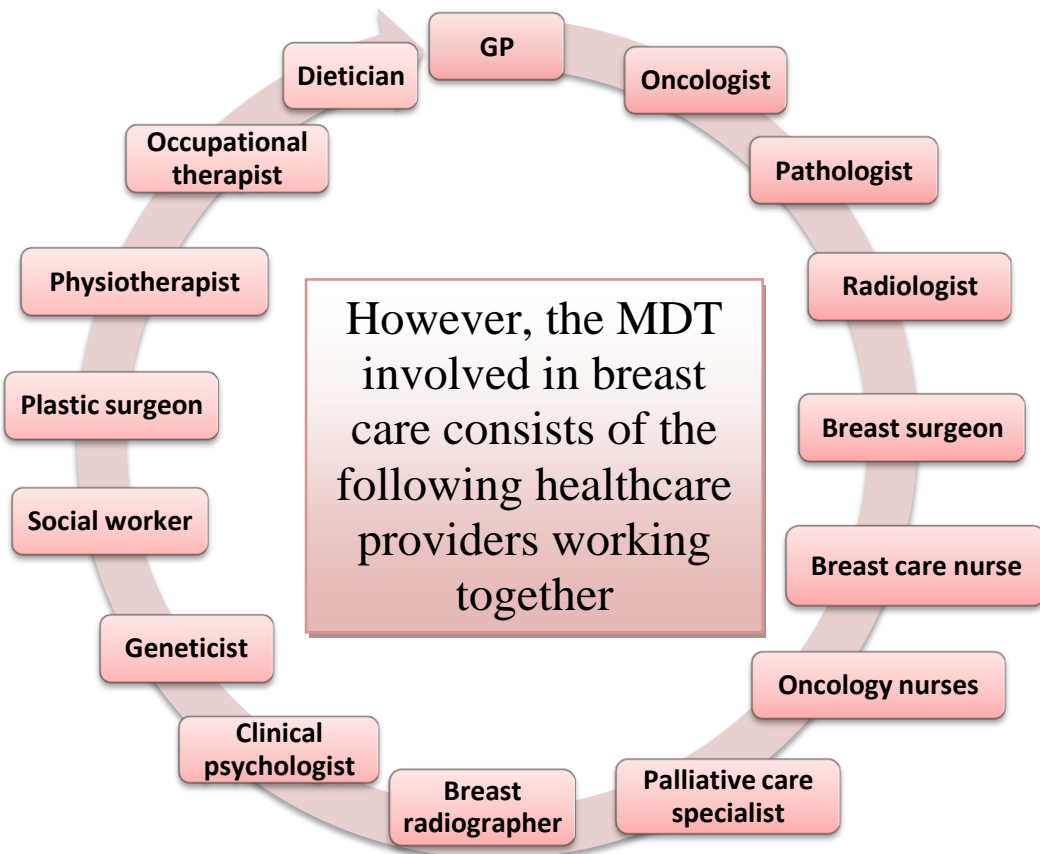 GP
Oncologist
Pathologist
Radiologist
Breast surgeon
Breast care nurse
Oncology nurses
Palliative care
specialist
Breast
radiographer
Clinical
psychologist
Geneticist
Social worker
Plastic surgeon
Physiotherapist
Occupational
therapist
Dietician
However, the MDT
involved in breast
care consists of the
following healthcare
providers working
together